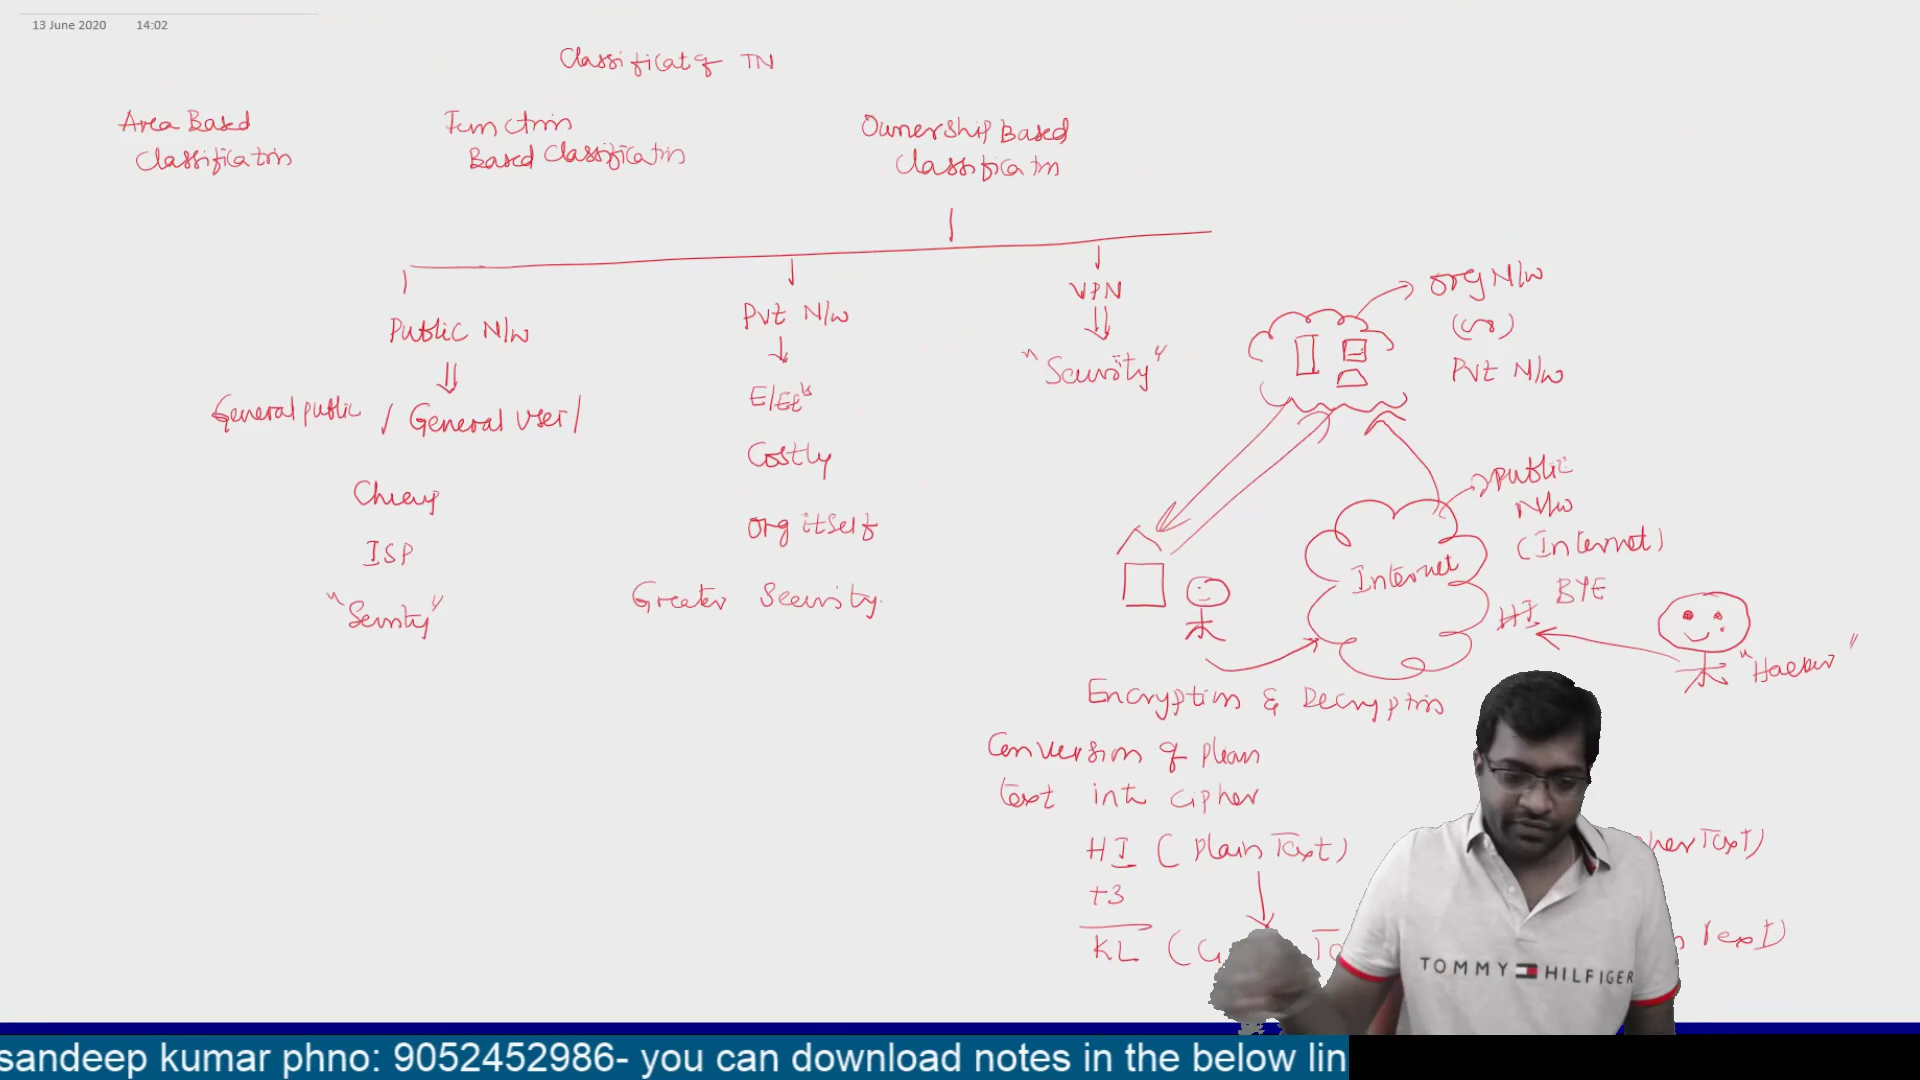 13 June 2020 14:02
Classificat of TN
Area Based
Classification
Function
Based Classification
Ownership Based
Classification
Public N/w
General public / General User /
Cheap
ISP
"Security"
Pvt N/w
Costly
Org itself
Greater Security
VPN
"Security"
Org N/w
(or)
Pvt N/w
Public
N/w
(Internet)
BYE
HI
Internet
"Hacker"
Encryption & Decryption
Conversion of plain
text into cipher
HI (Plain Text)
+3
KL
Text)
Text)
TOMMY HILFIGER
sandeep kumar phno: 9052452986- you can download notes in the below lin